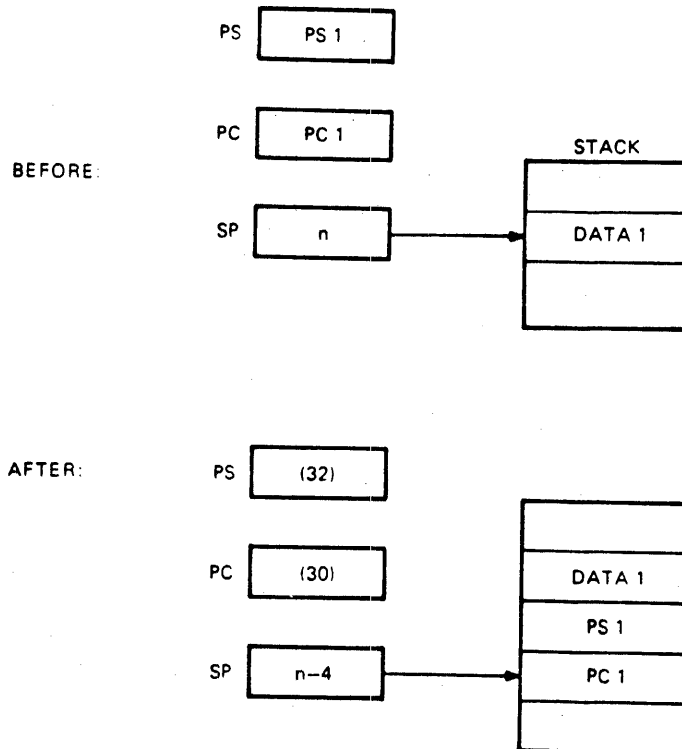 PS PS 1
PC PC 1
STACK
BEFORE:
SP n DATA 1
AFTER: PS (32)
PC (30) DATA 1
PS 1
SP n–4 PC 1